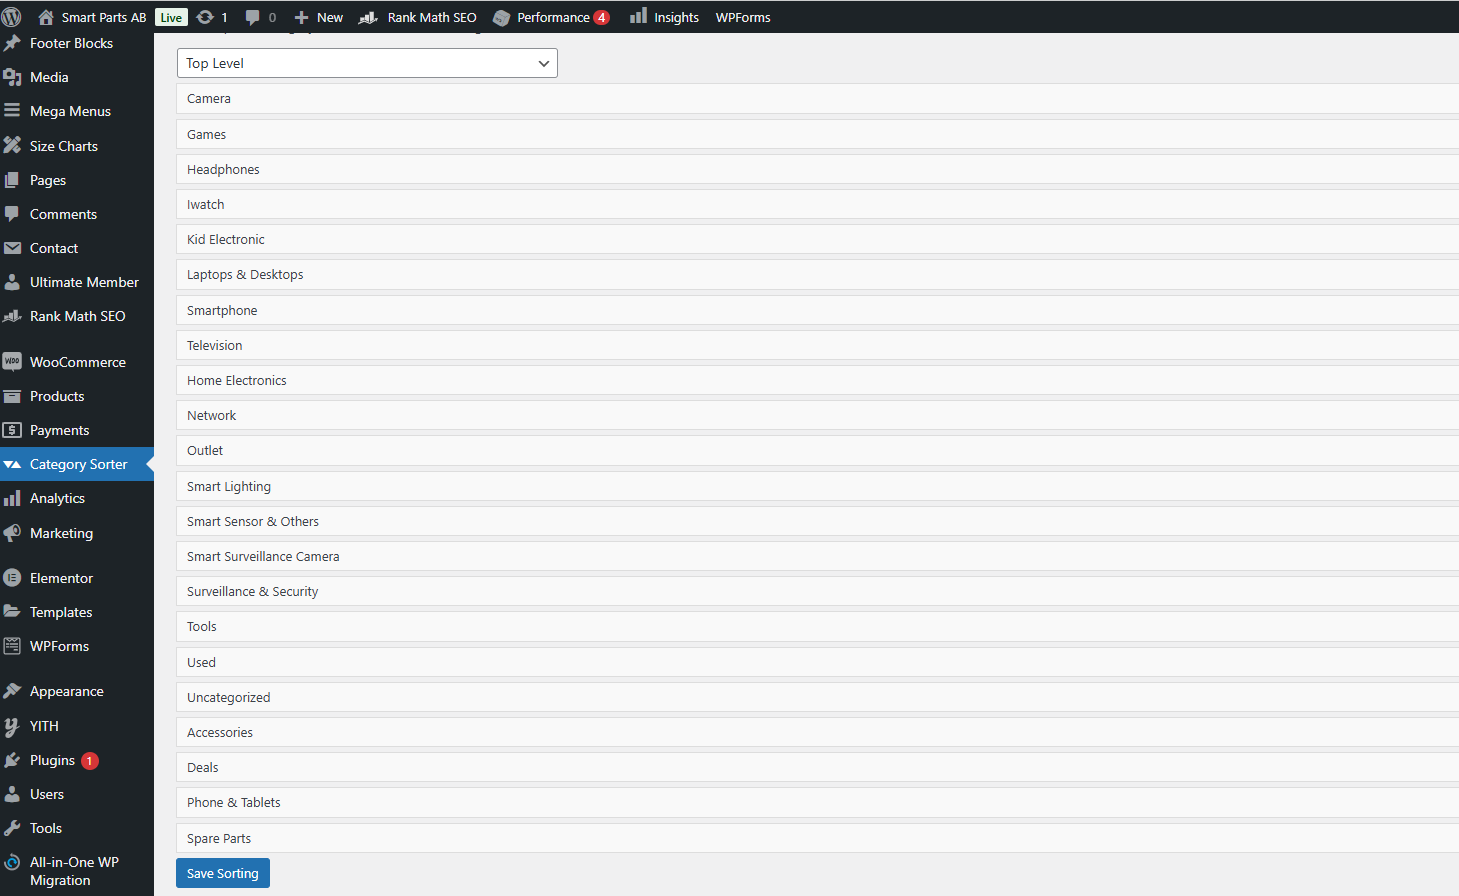 Smart Parts AB
Live
1
0
New
Rank Math SEO
Performance 4
Insights
WPForms
Footer Blocks
Media
Mega Menus
Size Charts
Pages
Comments
Contact
Ultimate Member
Rank Math SEO
WooCommerce
Products
Payments
Category Sorter
Analytics
Marketing
Elementor
Templates
WPForms
Appearance
YITH
Plugins 1
Users
Tools
All-in-One WP
Migration
Top Level
Camera
Games
Headphones
Iwatch
Kid Electronic
Laptops & Desktops
Smartphone
Television
Home Electronics
Network
Outlet
Smart Lighting
Smart Sensor & Others
Smart Surveillance Camera
Surveillance & Security
Tools
Used
Uncategorized
Accessories
Deals
Phone & Tablets
Spare Parts
Save Sorting